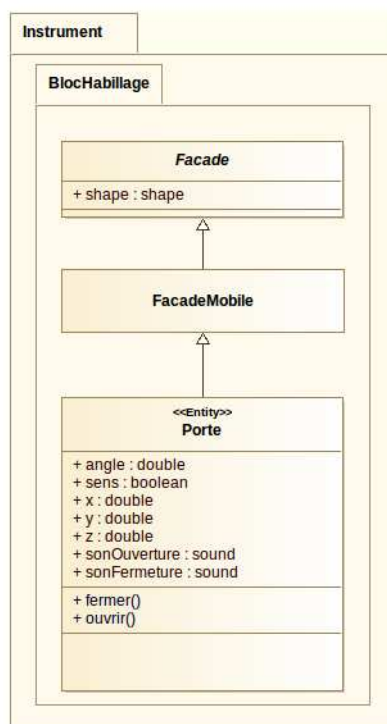 Instrument
BlocHabillage
Facade
+ shape : shape
FacadeMobile
<<Entity>>
Porte
+ angle : double
+ sens : boolean
+ x : double
+ y : double
+ z : double
+ sonOuverture : sound
+ sonFermeture : sound
+ fermer()
+ ouvrir()